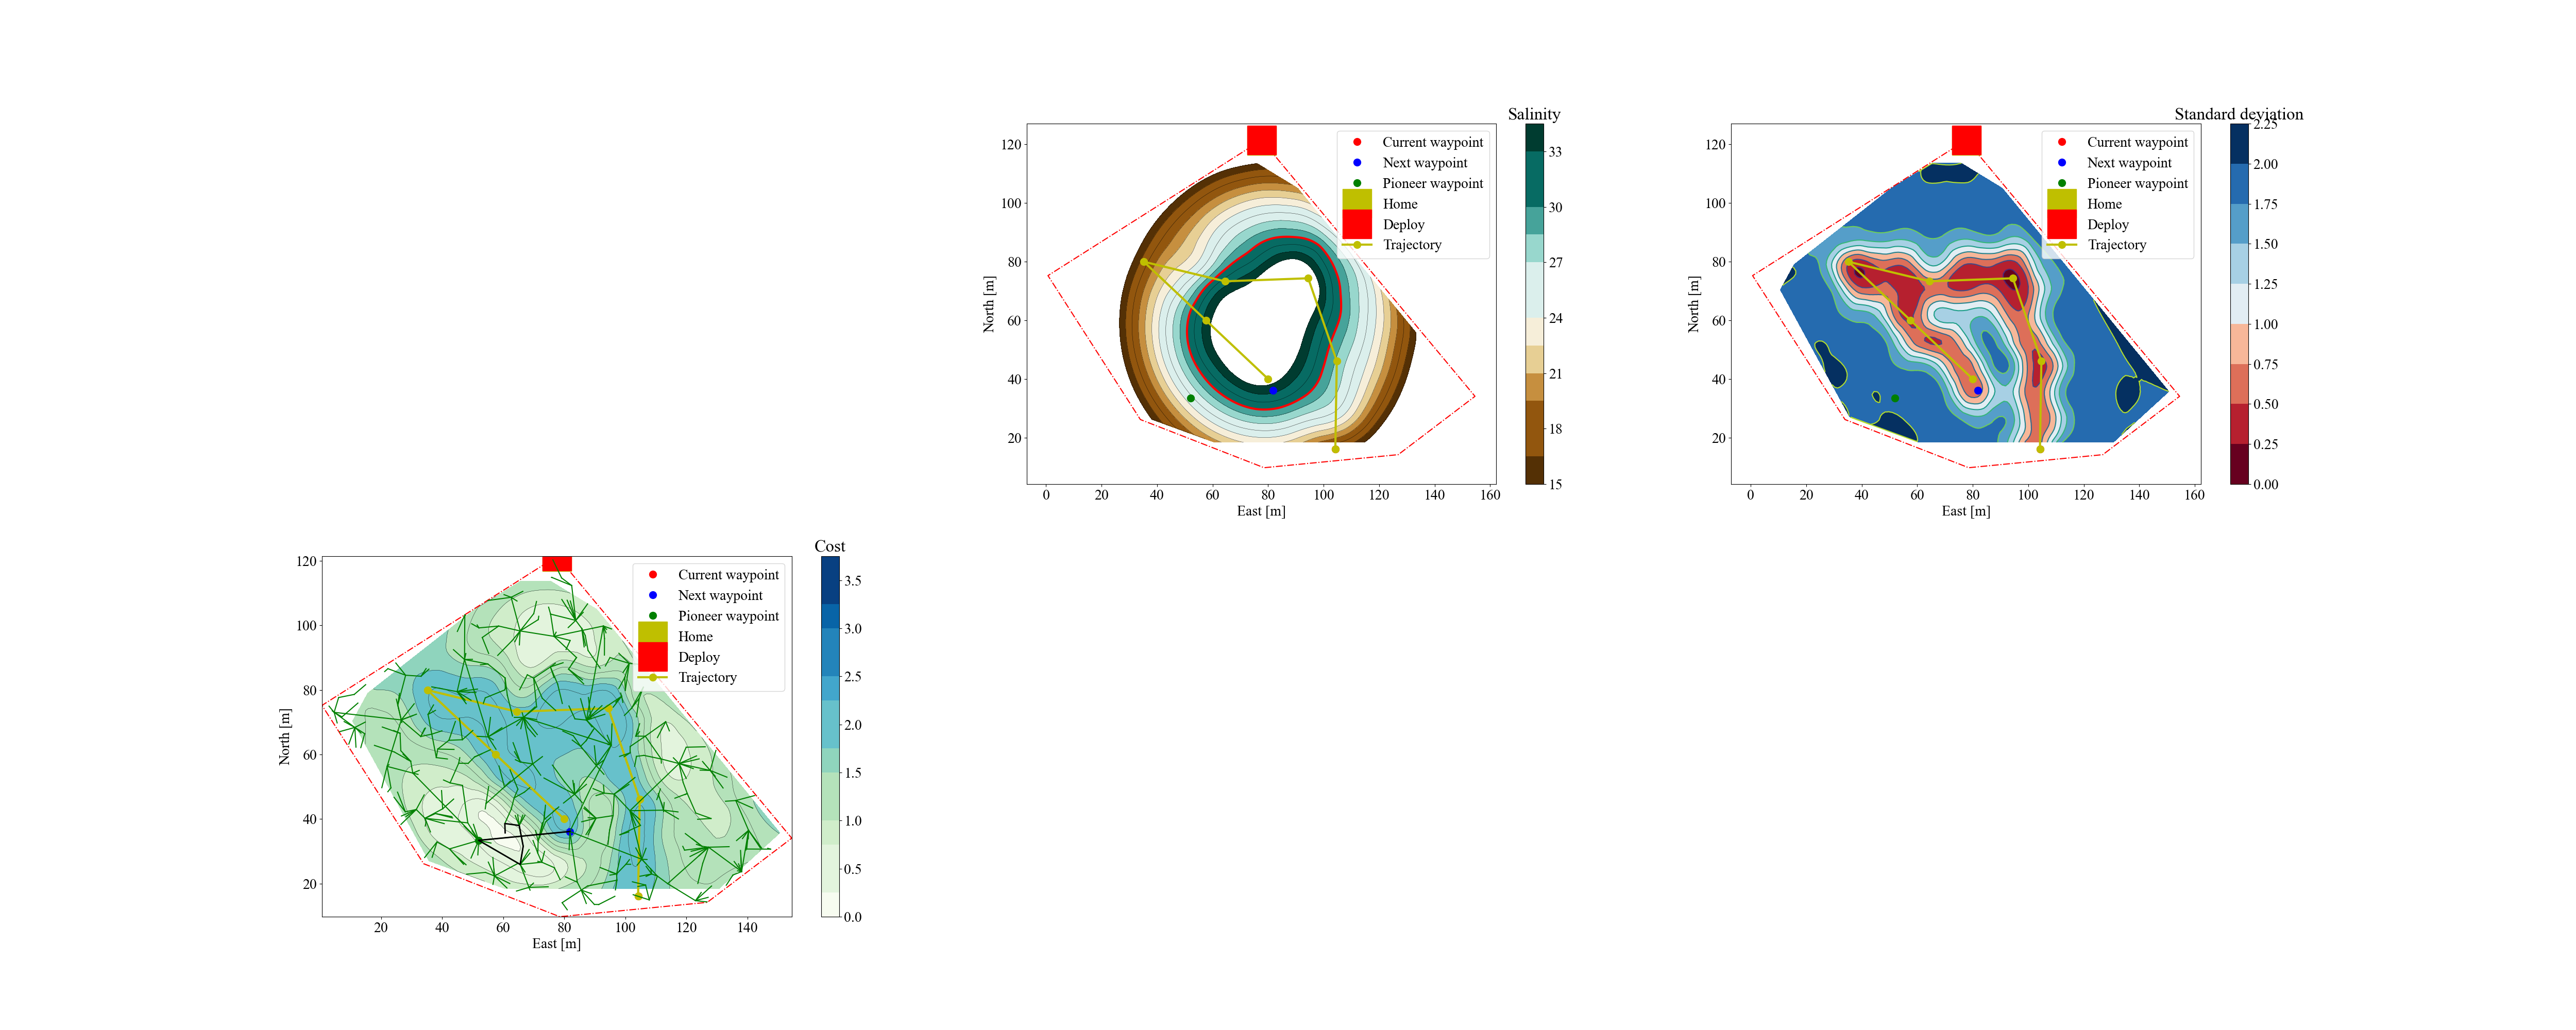 Salinity
120
100
80
60
40
20
North [m]
0 20 40 60 80 100 120 140 160
East [m]
Current waypoint
Next waypoint
Pioneer waypoint
Home
Deploy
Trajectory
33
30
27
24
21
18
15
Standard deviation
120
100
80
60
40
20
North [m]
0 20 40 60 80 100 120 140 160
East [m]
Current waypoint
Next waypoint
Pioneer waypoint
Home
Deploy
Trajectory
2.25
2.00
1.75
1.50
1.25
1.00
0.75
0.50
0.25
0.00
Cost
120
100
80
60
40
20
North [m]
20 40 60 80 100 120 140
East [m]
Current waypoint
Next waypoint
Pioneer waypoint
Home
Deploy
Trajectory
3.5
3.0
2.5
2.0
1.5
1.0
0.5
0.0